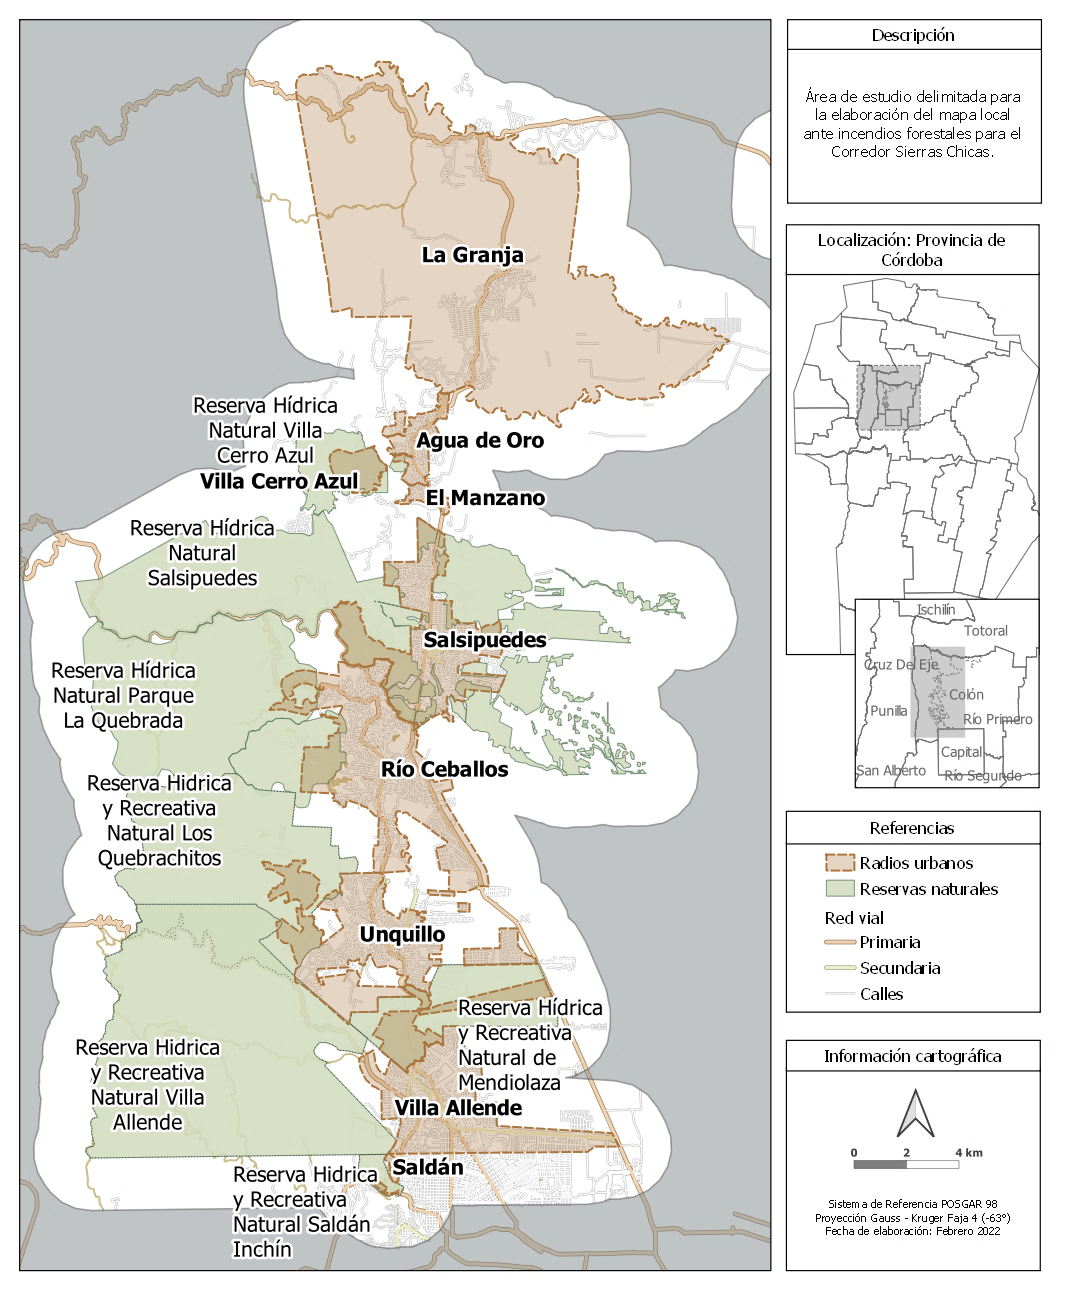 La Granja
Reserva Hídrica
Natural Villa
Cerro Azul
Agua de Oro
Villa Cerro Azul
El Manzano
Reserva Hídrica
Natural
Salsipuedes
Salsipuedes
Reserva Hídrica
Natural Parque
La Quebrada
Río Ceballos
Reserva Hidrica
y Recreativa
Natural Los
Quebrachitos
Unquillo
Reserva Hídrica
y Recreativa
Natural de
Mendiolaza
Reserva Hidrica
y Recreativa
Natural Villa
Allende
Villa Allende
Saldán
Reserva Hidrica
y Recreativa
Natural Saldán
Inchín
Descripción
Área de estudio delimitada para
la elaboración del mapa local
ante incendios forestales para el
Corredor Sierras Chicas.
Localización: Provincia de
Córdoba
Ischilín
Totoral
Cruz Del Eje
Colón
Punilla
Río Primero
Capital
San Alberto
Río Segundo
Referencias
Radios urbanos
Reservas naturales
Red vial
Primaria
Secundaria
Calles
Información cartográfica
0 2 4 km
Sistema de Referencia POSGAR 98
Proyección Gauss - Kruger Faja 4 (-63°)
Fecha de elaboración: Febrero 2022